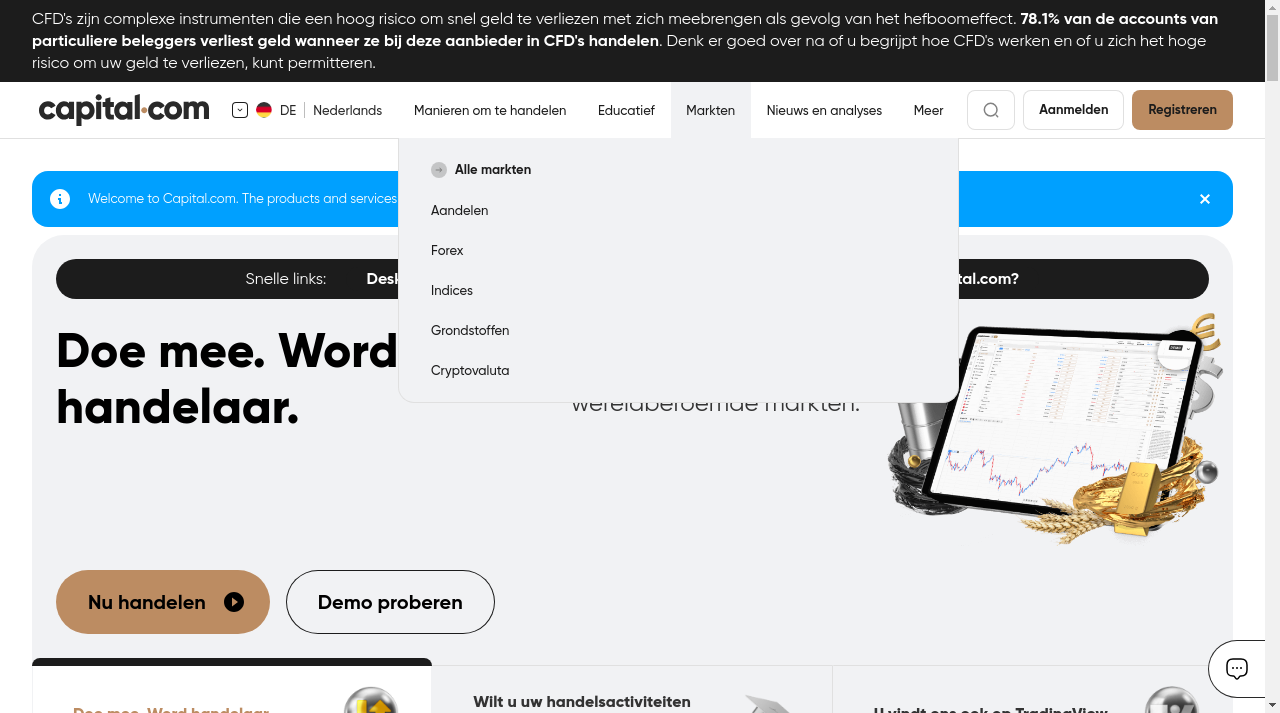 CFD's zijn complexe instrumenten die een hoog risico om snel geld te verliezen met zich meebrengen als gevolg van het hefboomeffect. 78.1% van de accounts van
particuliere beleggers verliest geld wanneer ze bij deze aanbieder in CFD's handelen. Denk er goed over na of u begrijpt hoe CFD's werken en of u zich het hoge
risico om uw geld te verliezen, kunt permitteren.
capital.com DE Nederlands Manieren om te handelen Educatief Markten Nieuws en analyses Meer Aanmelden Registreren
Alle markten
Aandelen
Forex
Indices
Grondstoffen
Cryptovaluta
Welcome to Capital.com. The products and services
Snelle links:
Doe mee. Word
handelaar.
wereldberoemde markten.
Nu handelen
Demo proberen
Doe mee. Word handelaar.
Wilt u uw handelsactiviteiten
U vindt ons ook op TradingView